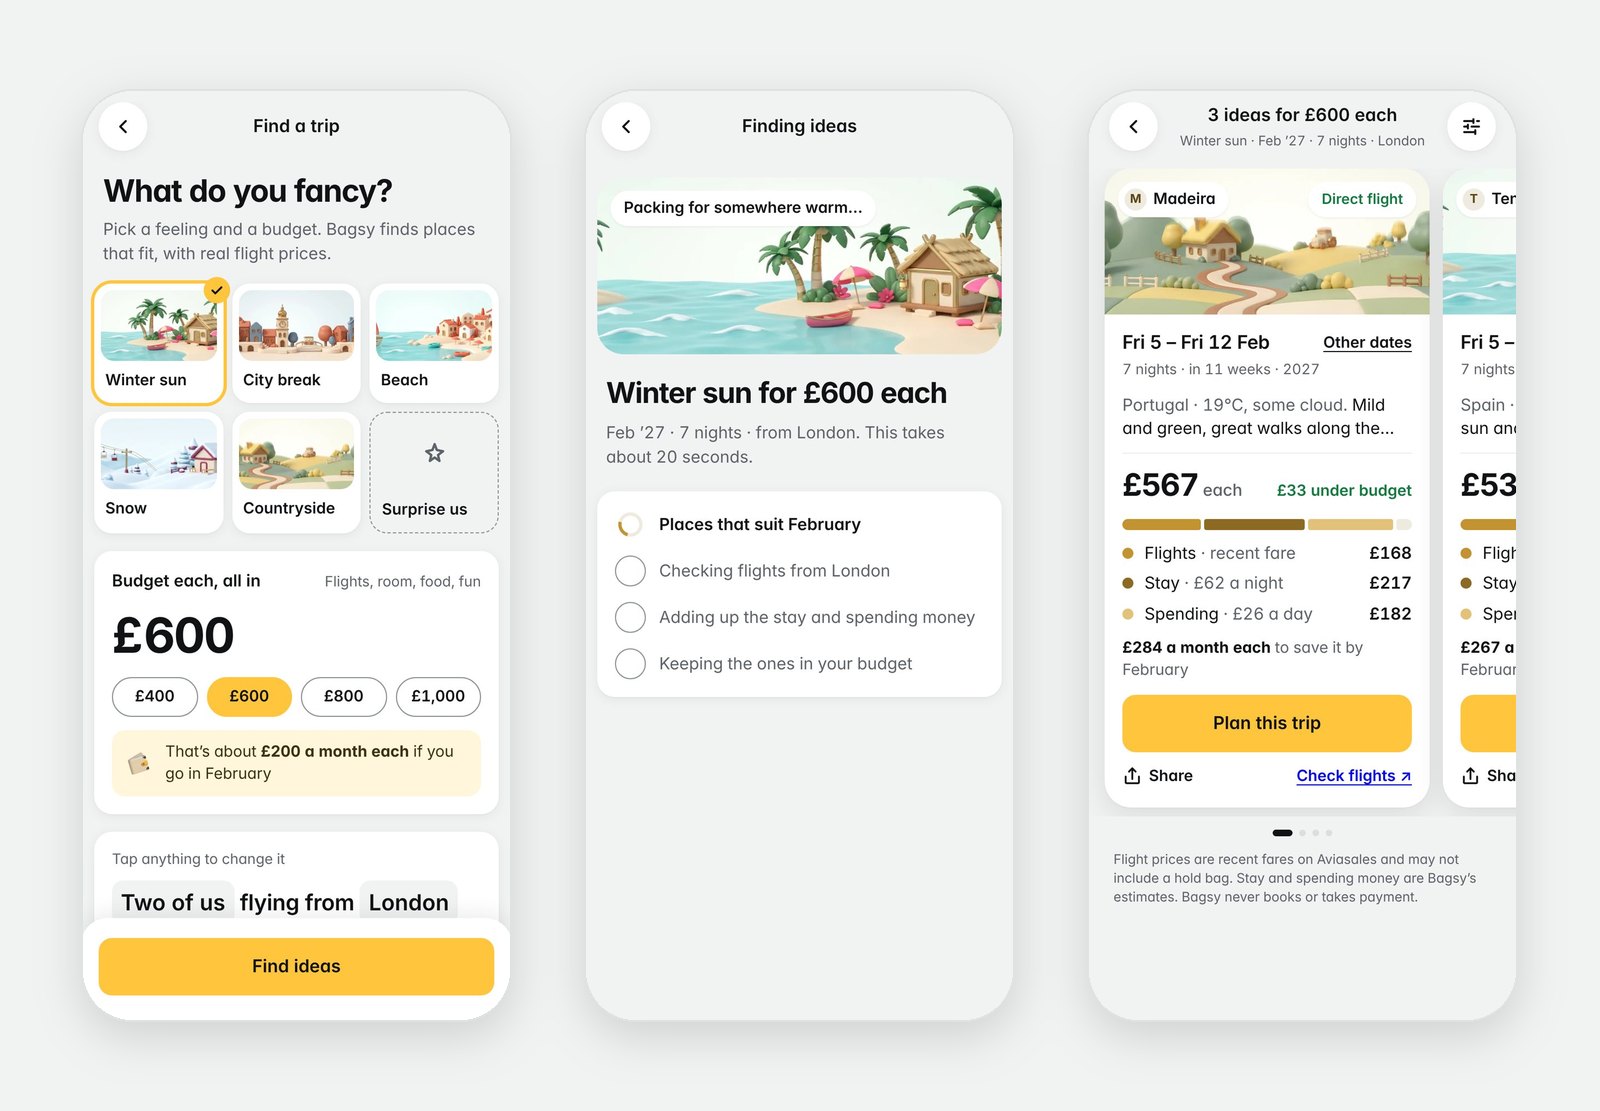 Find a trip
What do you fancy?
Pick a feeling and a budget. Bagsy finds places
that fit, with real flight prices.
Winter sun
City break
Beach
Snow
Countryside
Surprise us
Budget each, all in
Flights, room, food, fun
£600
£400
£600
£800
£1,000
That’s about £200 a month each if you
go in February
Tap anything to change it
Two of us flying from London
Find ideas
Finding ideas
Packing for somewhere warm…
Winter sun for £600 each
Feb ’27 · 7 nights · from London. This takes
about 20 seconds.
Places that suit February
Checking flights from London
Adding up the stay and spending money
Keeping the ones in your budget
3 ideas for £600 each
Winter sun · Feb ’27 · 7 nights · London
M Madeira
Direct flight
Fri 5 – Fri 12 Feb
Other dates
7 nights · in 11 weeks · 2027
Portugal · 19°C, some cloud. Mild
and green, great walks along the…
£567 each
£33 under budget
Flights · recent fare £168
Stay · £62 a night £217
Spending · £26 a day £182
£284 a month each to save it by
February
Plan this trip
Share
Check flights ↗
T Ten
Fri 5 –
7 nights
Spain ·
sun and
£53
Fligh
Stay
Spen
£267 a
Februar
Sha
Flight prices are recent fares on Aviasales and may not
include a hold bag. Stay and spending money are Bagsy’s
estimates. Bagsy never books or takes payment.